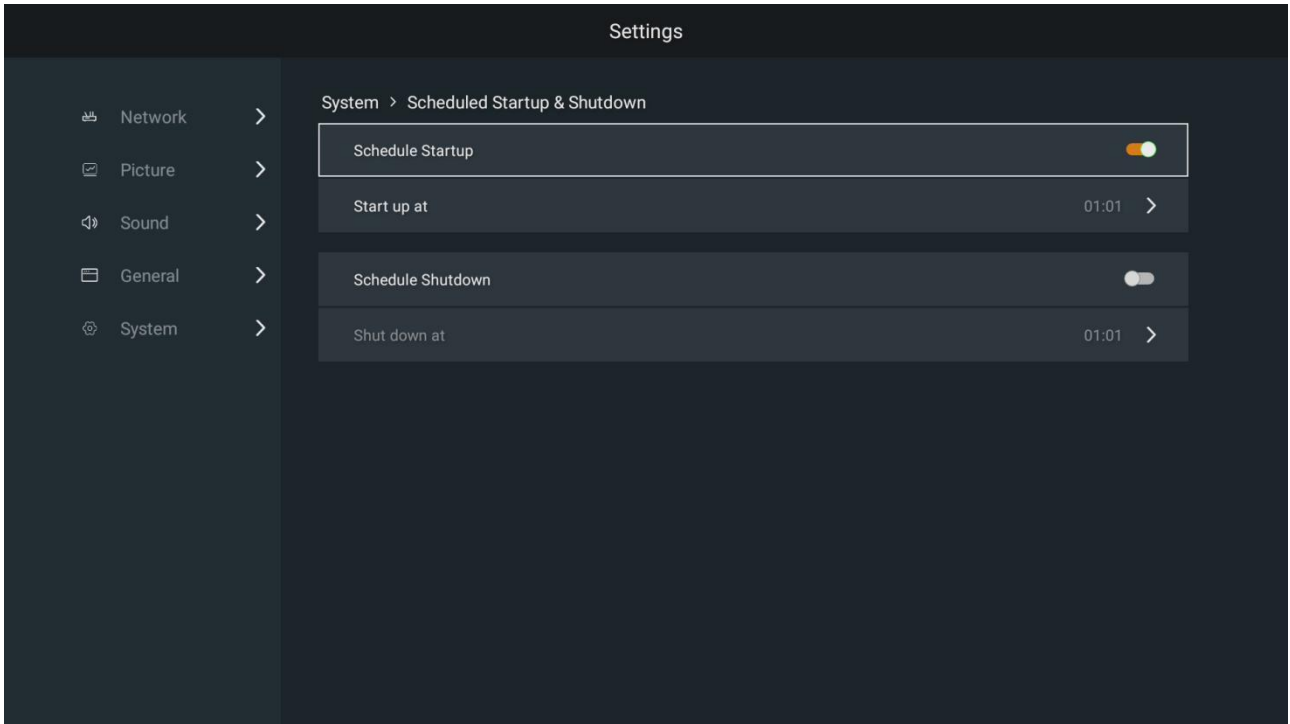 Settings
Network
Picture
Sound
General
System
System > Scheduled Startup & Shutdown
Schedule Startup
Start up at 01:01
Schedule Shutdown
Shut down at 01:01